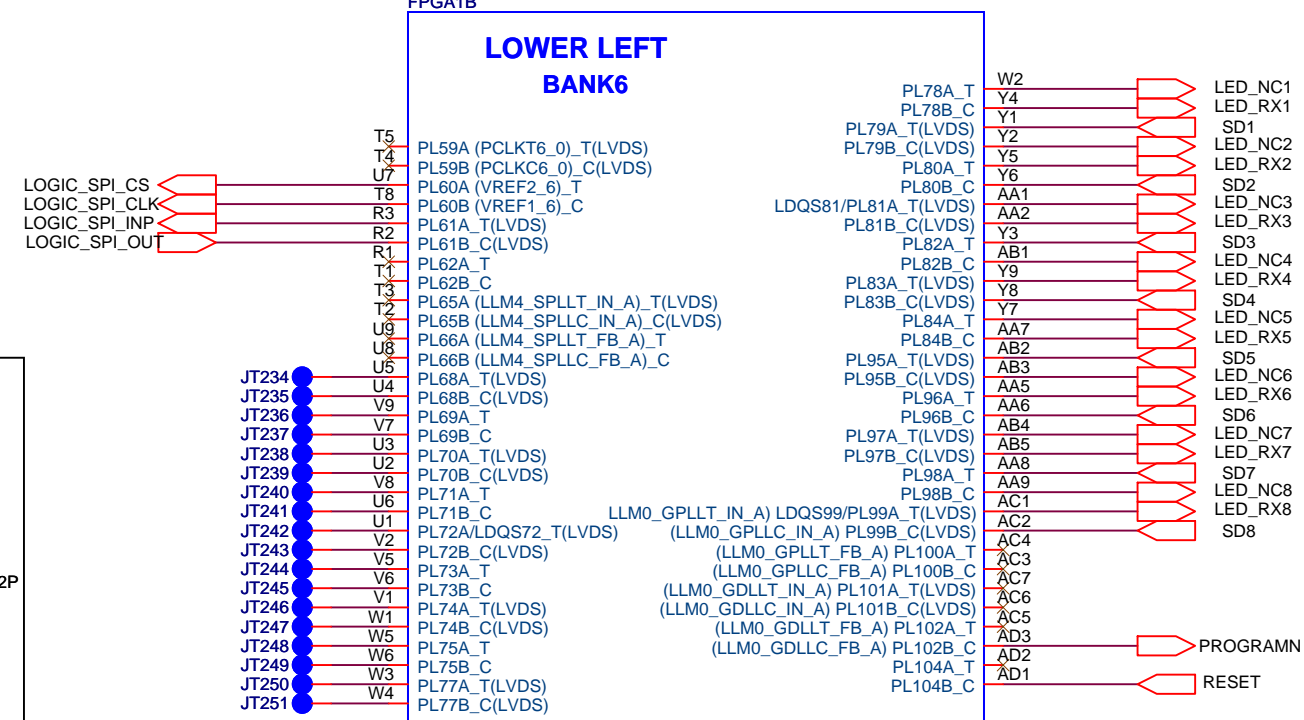 FPGA1B
LOWER LEFT
BANK6
T5 PL59A (PCLKT6_0)_T(LVDS)
T4 PL59B (PCLKC6_0)_C(LVDS)
LOGIC_SPI_CS U7 PL60A (VREF2_6)_T
LOGIC_SPI_CLK T8 PL60B (VREF1_6)_C
LOGIC_SPI_INP R3 PL61A_T(LVDS)
LOGIC_SPI_OUT R2 PL61B_C(LVDS)
R1 PL62A_T
T1 PL62B_C
T3 PL65A (LLM4_SPLLT_IN_A)_T(LVDS)
T2 PL65B (LLM4_SPLLC_IN_A)_C(LVDS)
U9 PL66A (LLM4_SPLLT_FB_A)_T
U8 PL66B (LLM4_SPLLC_FB_A)_C
JT234 U5 PL68A_T(LVDS)
JT235 U4 PL68B_C(LVDS)
JT236 V9 PL69A_T
JT237 V7 PL69B_C
JT238 U3 PL70A_T(LVDS)
JT239 U2 PL70B_C(LVDS)
JT240 V8 PL71A_T
JT241 U6 PL71B_C
JT242 U1 PL72A/LDQS72_T(LVDS)
JT243 V2 PL72B_C(LVDS)
JT244 V5 PL73A_T
JT245 V6 PL73B_C
JT246 V1 PL74A_T(LVDS)
JT247 W1 PL74B_C(LVDS)
JT248 W5 PL75A_T
JT249 W6 PL75B_C
JT250 W3 PL77A_T(LVDS)
JT251 W4 PL77B_C(LVDS)
PL78A_T W2 LED_NC1
PL78B_C Y4 LED_RX1
PL79A_T(LVDS) Y1 SD1
PL79B_C(LVDS) Y2 LED_NC2
PL80A_T Y5 LED_RX2
PL80B_C Y6 SD2
LDQS81/PL81A_T(LVDS) AA1 LED_NC3
PL81B_C(LVDS) AA2 LED_RX3
PL82A_T Y3 SD3
PL82B_C AB1 LED_NC4
PL83A_T(LVDS) Y9 LED_RX4
PL83B_C(LVDS) Y8 SD4
PL84A_T Y7 LED_NC5
PL84B_C AA7 LED_RX5
PL95A_T(LVDS) AB2 SD5
PL95B_C(LVDS) AB3 LED_NC6
PL96A_T AA5 LED_RX6
PL96B_C AA6 SD6
PL97A_T(LVDS) AB4 LED_NC7
PL97B_C(LVDS) AB5 LED_RX7
PL98A_T AA8 SD7
PL98B_C AA9 LED_NC8
LLM0_GPLLT_IN_A) LDQS99/PL99A_T(LVDS) AC1 LED_RX8
(LLM0_GPLLC_IN_A) PL99B_C(LVDS) AC2 SD8
(LLM0_GPLLT_FB_A) PL100A_T AC4
(LLM0_GPLLC_FB_A) PL100B_C AC3
(LLM0_GDLLT_IN_A) PL101A_T(LVDS) AC7
(LLM0_GDLLC_IN_A) PL101B_C(LVDS) AC6
(LLM0_GDLLT_FB_A) PL102A_T AC5
(LLM0_GDLLC_FB_A) PL102B_C AD3 PROGRAMN
PL104A_T AD2
PL104B_C AD1 RESET
2P